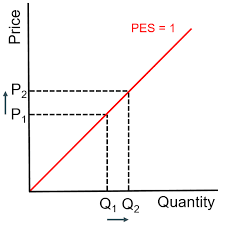 Price
PES = 1
P₂
P₁
Q₁ Q₂ Quantity